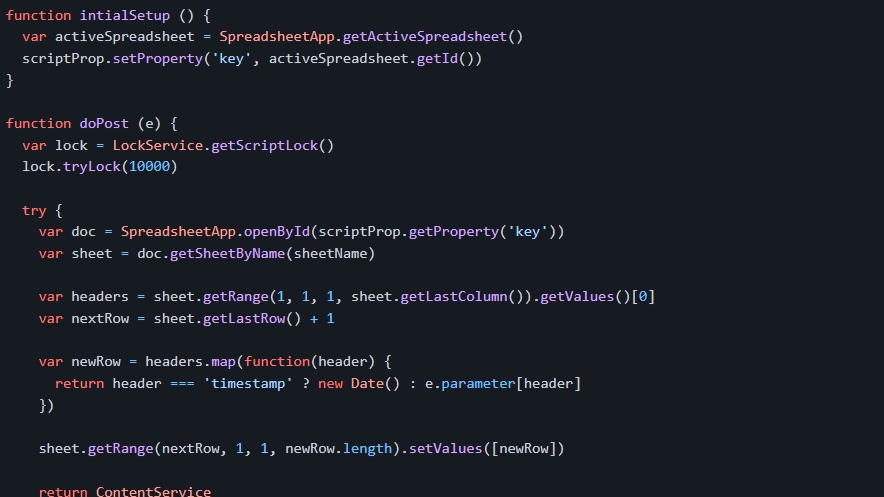 function intialSetup () {
  var activeSpreadsheet = SpreadsheetApp.getActiveSpreadsheet()
  scriptProp.setProperty('key', activeSpreadsheet.getId())
}

function doPost (e) {
  var lock = LockService.getScriptLock()
  lock.tryLock(10000)

  try {
    var doc = SpreadsheetApp.openById(scriptProp.getProperty('key'))
    var sheet = doc.getSheetByName(sheetName)

    var headers = sheet.getRange(1, 1, 1, sheet.getLastColumn()).getValues()[0]
    var nextRow = sheet.getLastRow() + 1

    var newRow = headers.map(function(header) {
      return header === 'timestamp' ? new Date() : e.parameter[header]
    })

    sheet.getRange(nextRow, 1, 1, newRow.length).setValues([newRow])

    return ContentService